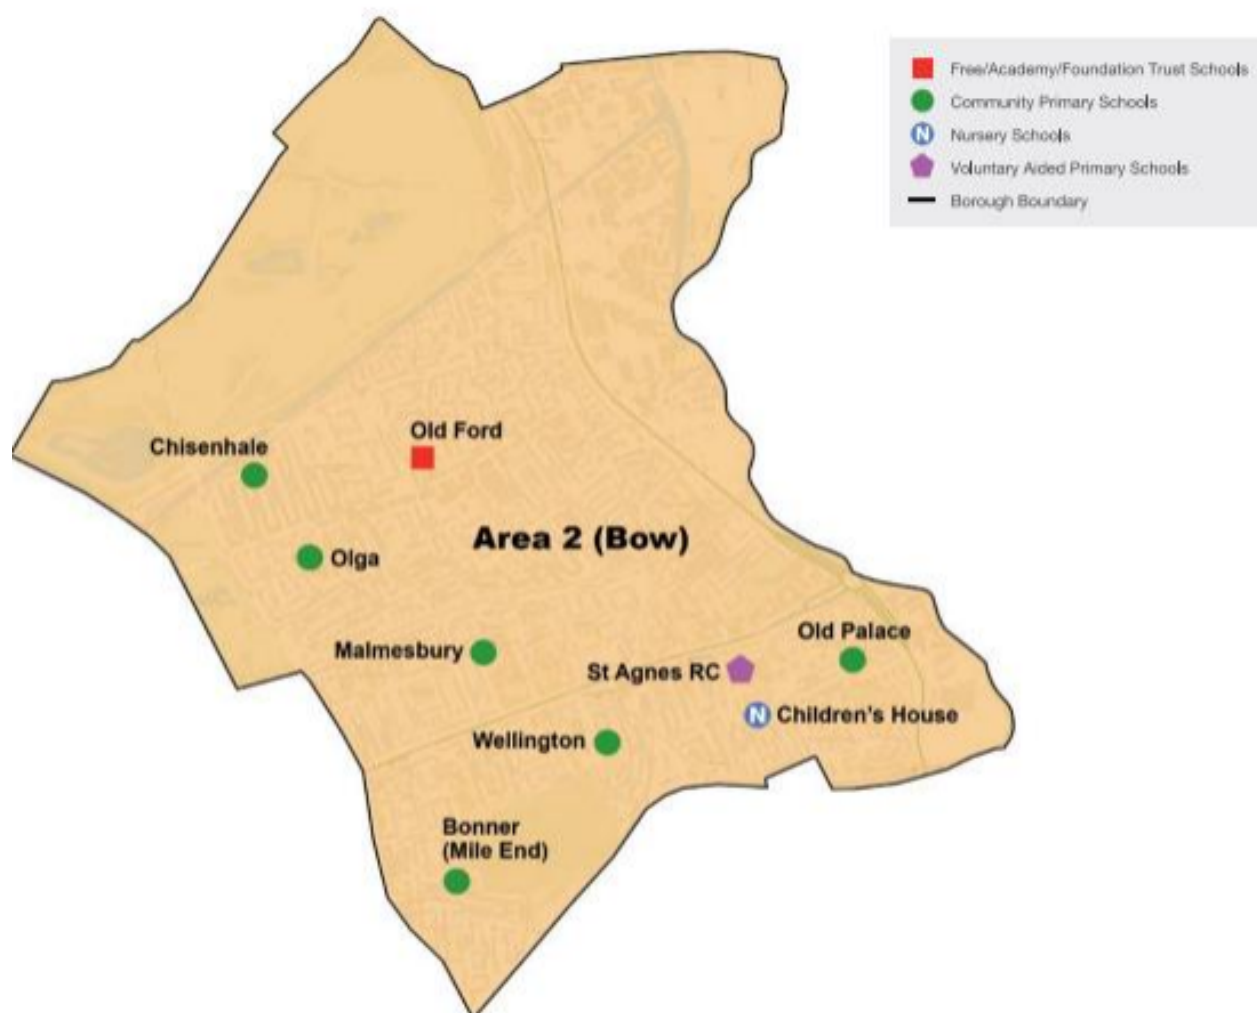 Free/Academy/Foundation Trust Schools
Community Primary Schools
N Nursery Schools
Voluntary Aided Primary Schools
Borough Boundary
Old Ford
Chisenhale
Area 2 (Bow)
Olga
Old Palace
Malmesbury
St Agnes RC
N Children's House
Wellington
Bonner
(Mile End)